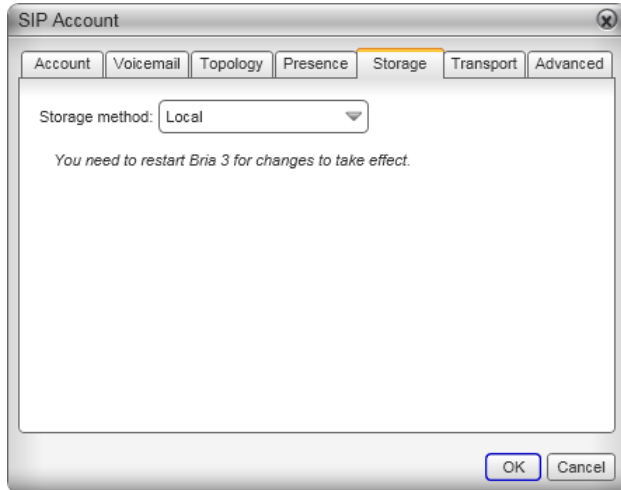 SIP Account
Account Voicemail Topology Presence Storage Transport Advanced
Storage method: Local
You need to restart Bria 3 for changes to take effect.
OK Cancel